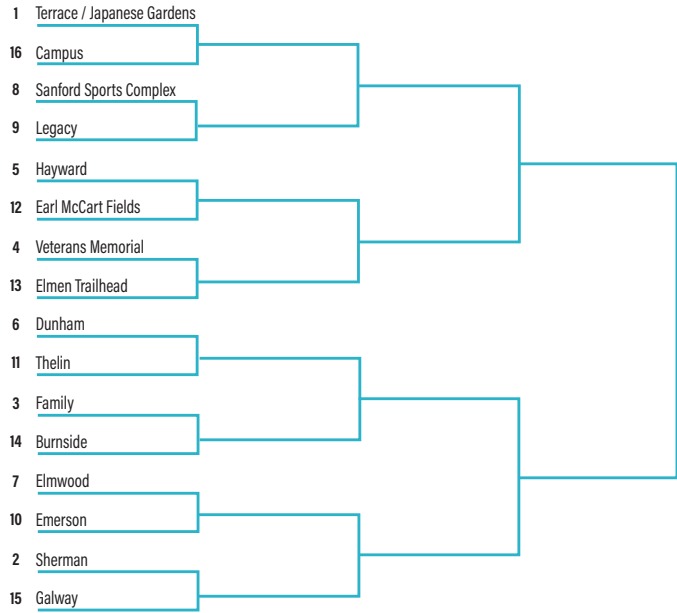 1 Terrace / Japanese Gardens
16 Campus
8 Sanford Sports Complex
9 Legacy
5 Hayward
12 Earl McCart Fields
4 Veterans Memorial
13 Elmen Trailhead
6 Dunham
11 Thelin
3 Family
14 Burnside
7 Elmwood
10 Emerson
2 Sherman
15 Galway